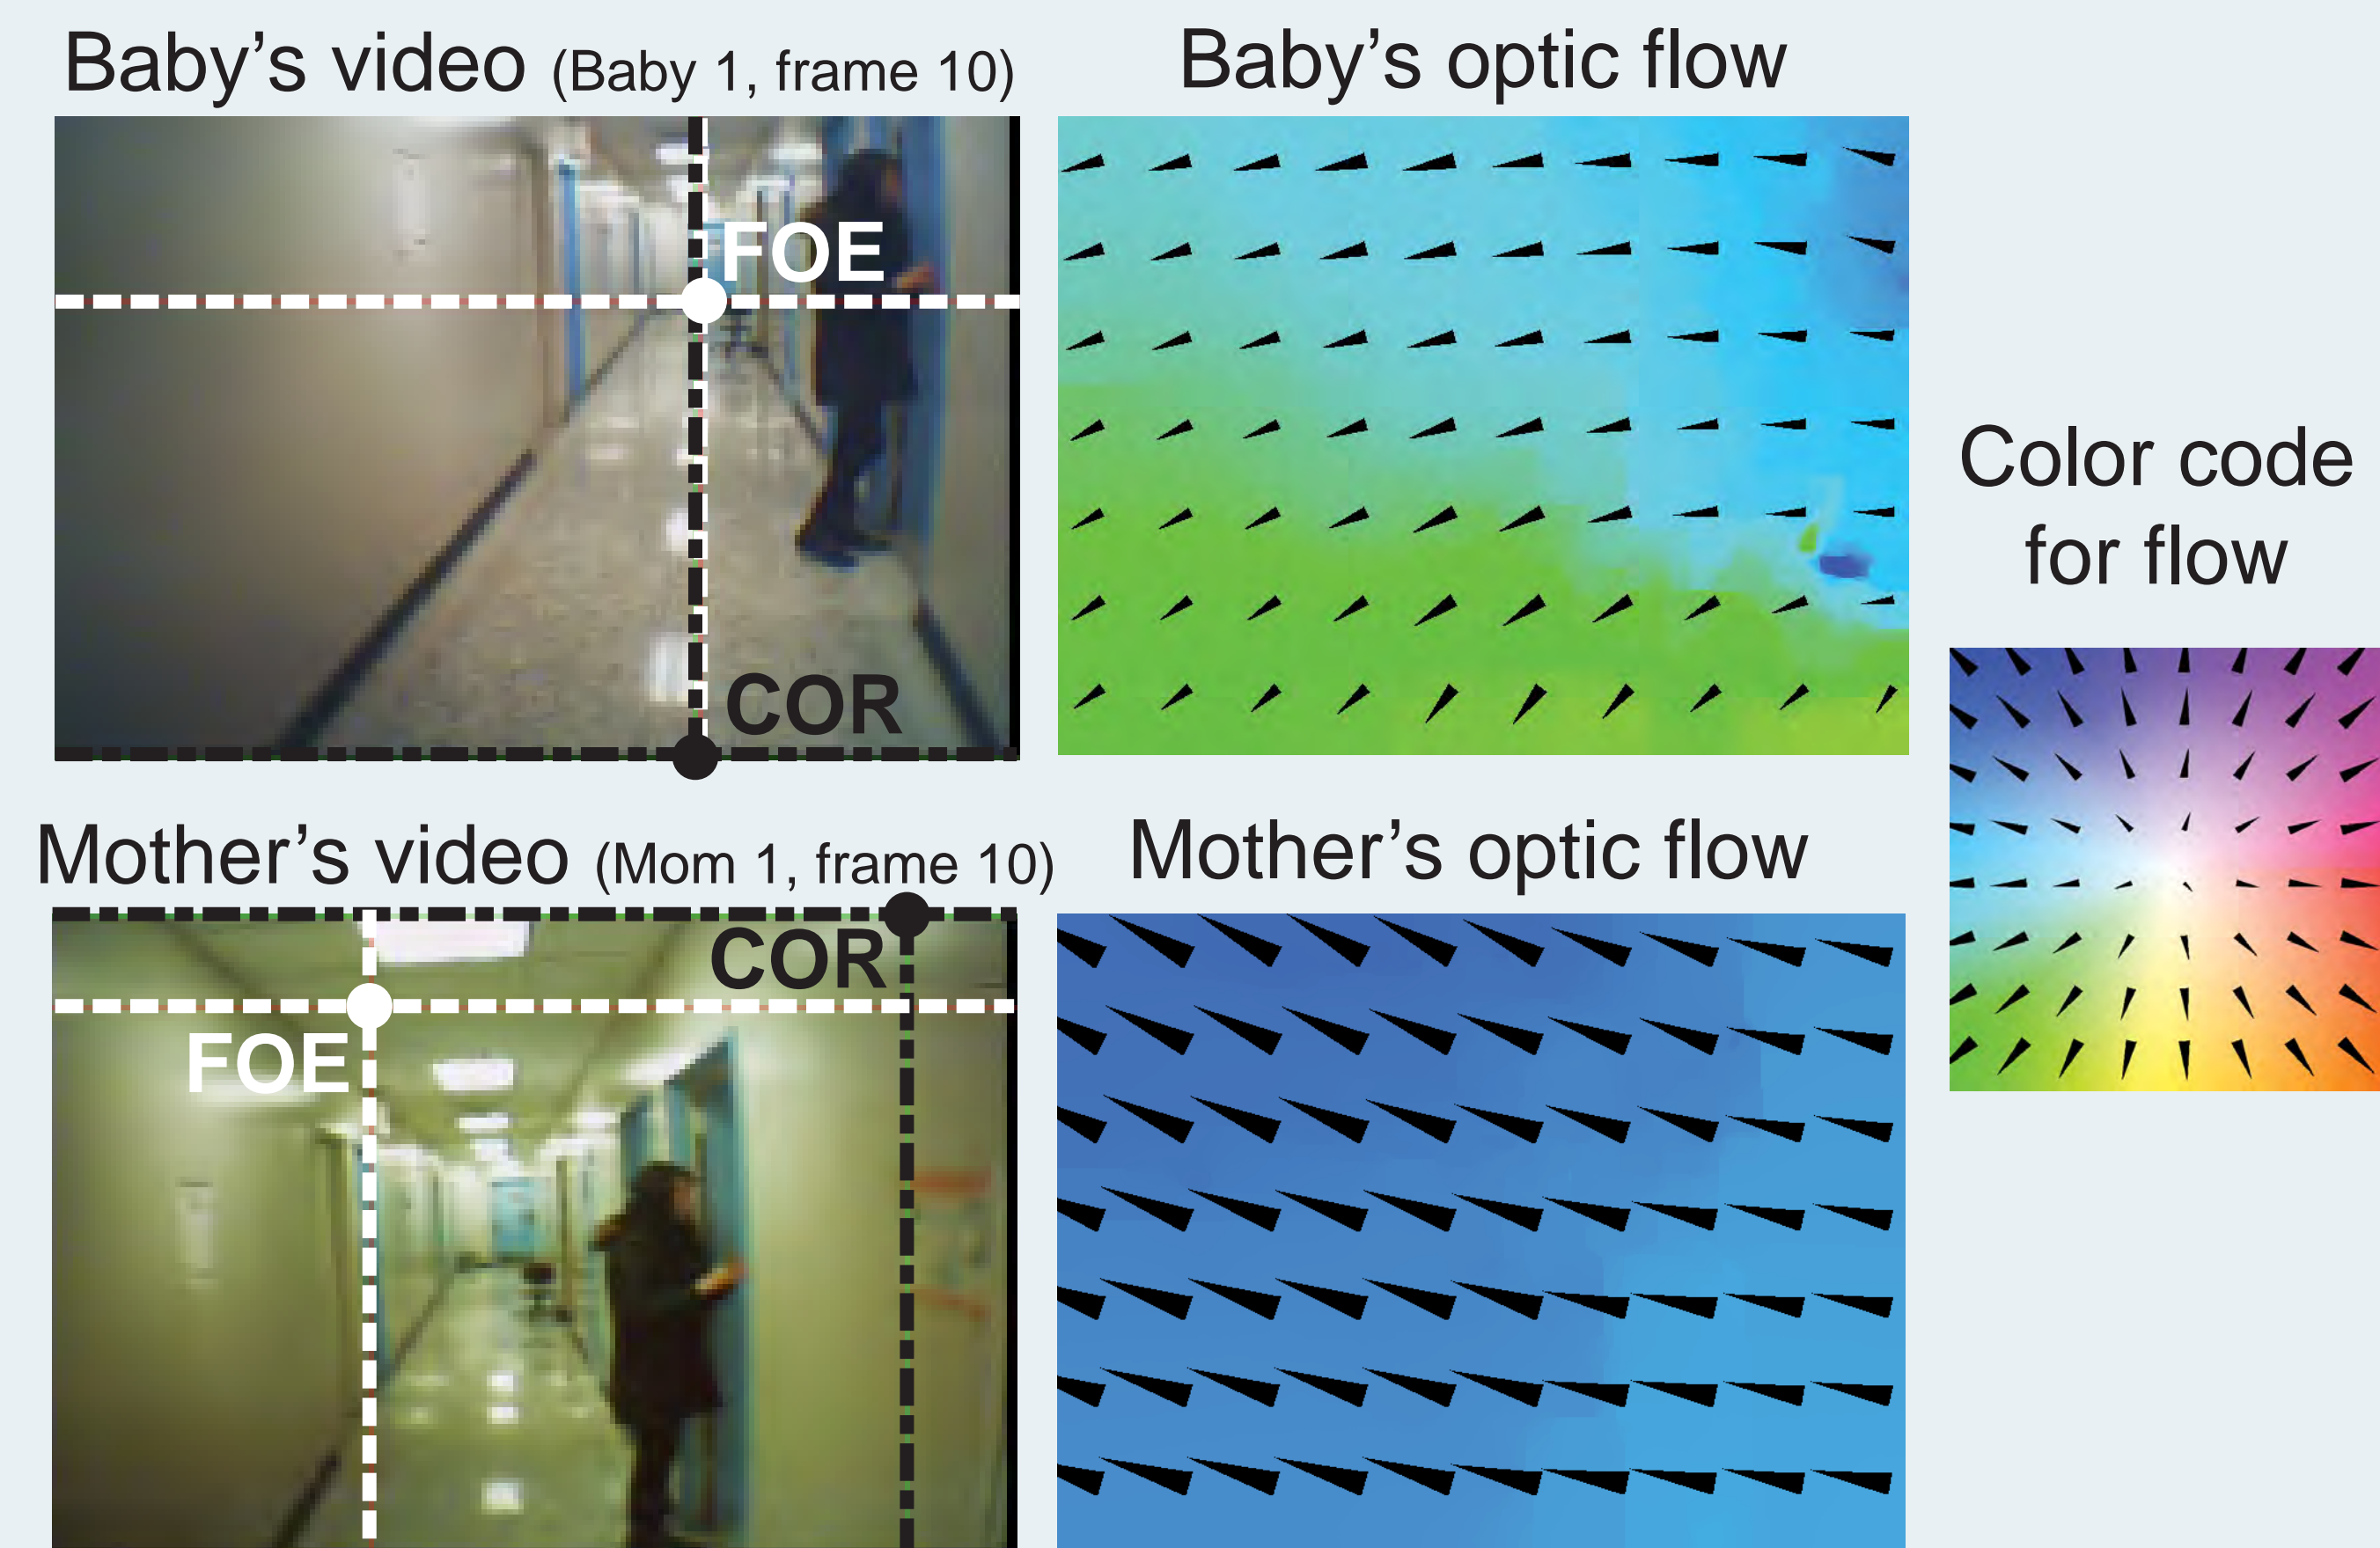 Baby’s video (Baby 1, frame 10)
Baby’s optic flow
FOE
COR
Color code
for flow
Mother’s video (Mom 1, frame 10)
Mother’s optic flow
COR
FOE